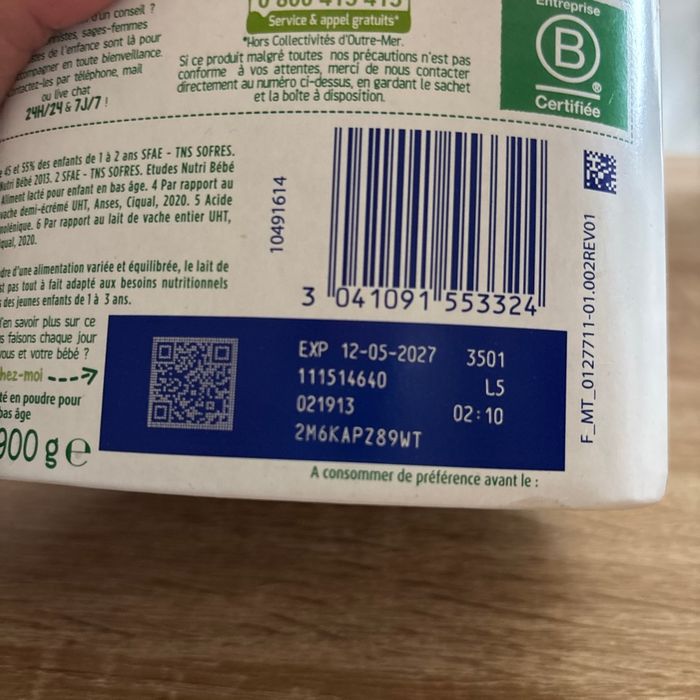 d'un conseil ?
sages-femmes
de l'enfance sont là pour
en toute bienveillance.
par téléphone, mail
ou live chat
24H/24 & 7J/7 !
0 800 415 415
Service & appel gratuits*
*Hors Collectivités d'Outre-Mer.
Si ce produit malgré toutes nos précautions n'est pas
conforme à vos attentes, merci de nous contacter
directement au numéro ci-dessus, en gardant le sachet
et la boîte à disposition.
Entreprise
B
®
Certifiée
45 et 55% des enfants de 1 à 2 ans SFAE - TNS SOFRES.
Nutri Bébé 2013. 2 SFAE - TNS SOFRES. Etudes Nutri Bébé
Aliment lacté pour enfant en bas âge. 4 Par rapport au
vache demi-écrémé UHT, Anses, Ciqual, 2020. 5 Acide
6 Par rapport au lait de vache entier UHT,
2020.
d'une alimentation variée et équilibrée, le lait de
pas tout à fait adapté aux besoins nutritionnels
des jeunes enfants de 1 à 3 ans.
en savoir plus sur ce
faisons chaque jour
vous et votre bébé ?
en poudre pour
bas âge
900 g e
10491614
3 041091 553324
F_MT_0127711-01.002REV01
EXP 12-05-2027 3501
111514640 L5
021913 02:10
2M6KAPZ89WT
A consommer de préférence avant le :